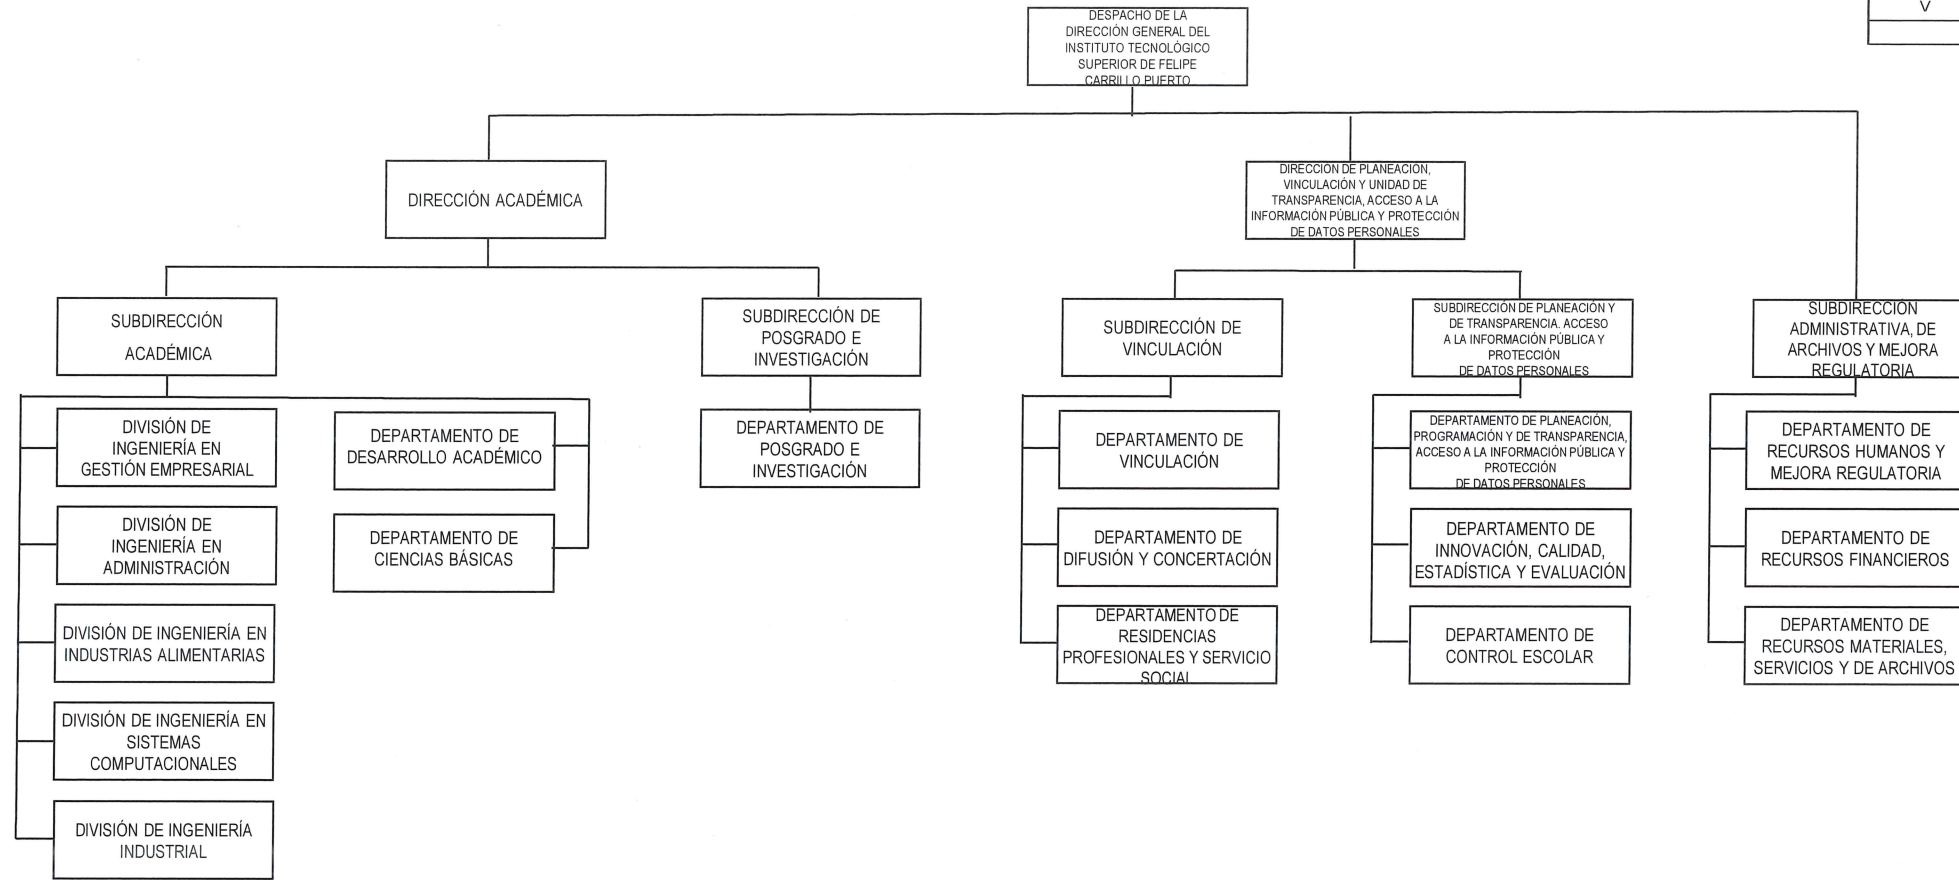 V
DESPACHO DE LA
DIRECCIÓN GENERAL DEL
INSTITUTO TECNOLÓGICO
SUPERIOR DE FELIPE
CARRILLO PUERTO
DIRECCIÓN ACADÉMICA
DIRECCION DE PLANEACIÓN,
VINCULACIÓN Y UNIDAD DE
TRANSPARENCIA, ACCESO A LA
INFORMACIÓN PÚBLICA Y PROTECCIÓN
DE DATOS PERSONALES
SUBDIRECCIÓN
ACADÉMICA
SUBDIRECCIÓN DE
POSGRADO E
INVESTIGACIÓN
SUBDIRECCIÓN DE
VINCULACIÓN
SUBDIRECCIÓN DE PLANEACIÓN Y
DE TRANSPARENCIA. ACCESO
A LA INFORMACIÓN PÚBLICA Y
PROTECCIÓN
DE DATOS PERSONALES
SUBDIRECCIÓN
ADMINISTRATIVA, DE
ARCHIVOS Y MEJORA
REGULATORIA
DIVISIÓN DE
INGENIERÍA EN
GESTIÓN EMPRESARIAL
DEPARTAMENTO DE
DESARROLLO ACADÉMICO
DEPARTAMENTO DE
POSGRADO E
INVESTIGACIÓN
DEPARTAMENTO DE
VINCULACIÓN
DEPARTAMENTO DE PLANEACIÓN,
PROGRAMACIÓN Y DE TRANSPARENCIA,
ACCESO A LA INFORMACIÓN PÚBLICA Y
PROTECCIÓN
DE DATOS PERSONALES
DEPARTAMENTO DE
RECURSOS HUMANOS Y
MEJORA REGULATORIA
DIVISIÓN DE
INGENIERÍA EN
ADMINISTRACIÓN
DEPARTAMENTO DE
CIENCIAS BÁSICAS
DEPARTAMENTO DE
DIFUSIÓN Y CONCERTACIÓN
DEPARTAMENTO DE
INNOVACIÓN, CALIDAD,
ESTADÍSTICA Y EVALUACIÓN
DEPARTAMENTO DE
RECURSOS FINANCIEROS
DIVISIÓN DE INGENIERÍA EN
INDUSTRIAS ALIMENTARIAS
DEPARTAMENTO DE
RESIDENCIAS
PROFESIONALES Y SERVICIO
SOCIAL
DEPARTAMENTO DE
CONTROL ESCOLAR
DEPARTAMENTO DE
RECURSOS MATERIALES,
SERVICIOS Y DE ARCHIVOS
DIVISIÓN DE INGENIERÍA EN
SISTEMAS
COMPUTACIONALES
DIVISIÓN DE INGENIERÍA
INDUSTRIAL